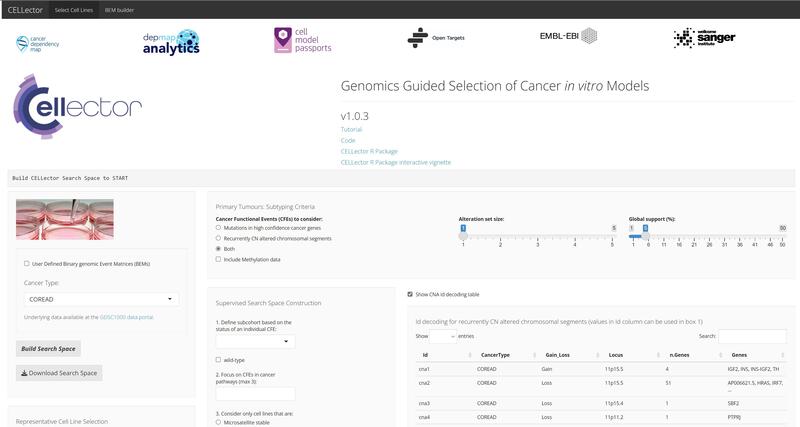 CELLector
Select Cell Lines
BEM builder
cancer
dependency
map
depmap
analytics
cell
model
passports
Open Targets
EMBL-EBI
wellcome
sanger
institute
Cellector
Genomics Guided Selection of Cancer in vitro Models
v1.0.3
Tutorial
Code
CELLector R Package
CELLector R Package interactive vignette
Build CELLector Search Space to START
User Defined Binary genomic Event Matrices (BEMs)
Cancer Type:
COREAD
Underlying data available at the GDSC1000 data portal
Build Search Space
Download Search Space
Representative Cell Line Selection
Primary Tumours: Subtyping Criteria
Cancer Functional Events (CFEs) to consider:
Mutations in high confidence cancer genes
Recurrently CN altered chromosomal segments
Both
Include Methylation data
Alteration set size:
1 5
1 2 3 4 5
Global support (%):
1 5 50
1 6 11 16 21 26 31 36 41 46 50
Supervised Search Space Construction
1. Define subcohort based on the
status of an individual CFE:
wild-type
2. Focus on CFEs in cancer
pathways (max 3):
3. Consider only cell lines that are:
Microsatellite stable
Show CNA Id decoding table
Id decoding for recurrently CN altered chromosomal segments (values in Id column can be used in box 1)
Show entries
Search:
Id CancerType Gain_Loss Locus n.Genes Genes
cna1 COREAD Gain 11p15.5 4 IGF2, INS, INS-IGF2, TH
cna2 COREAD Loss 11p15.5 51 AP006621.5, HRAS, IRF7,
...
cna3 COREAD Loss 11p15.4 1 SBF2
cna4 COREAD Loss 11p11.2 1 PTPRJ